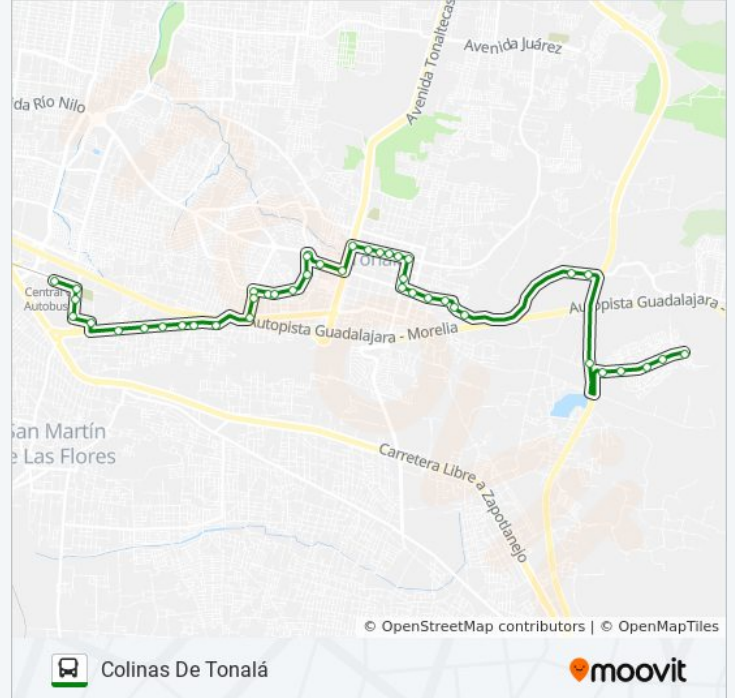 Avenida Juárez
Avenida Tonaltecas
da Río Nilo
Central
Autobus
Autopista Guadalajara -
Autopista Guadalajara - Morelia
San Martín
e Las Flores
Carretera Libre a Zapotlanejo
© OpenStreetMap contributors | © OpenMapTiles
Colinas De Tonalá
moovit